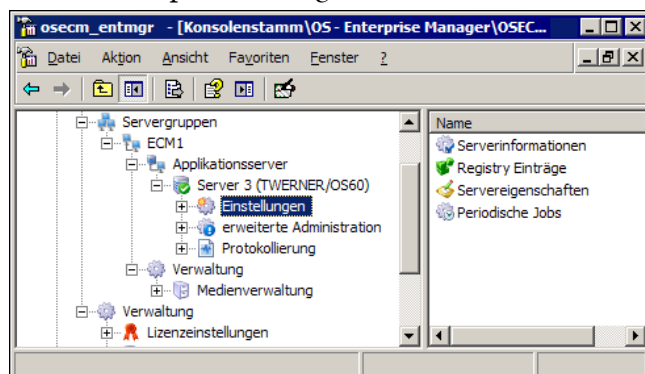 osecm_entmgr - [Konsolenstamm\OS - Enterprise Manager\OSEC...
Datei Aktion Ansicht Favoriten Fenster ?
Servergruppen
ECM1
Applikationsserver
Server 3 (TWERNER/OS60)
Einstellungen
erweiterte Administration
Protokollierung
Verwaltung
Medienverwaltung
Verwaltung
Lizenzeinstellungen
Name
Serverinformationen
Registry Einträge
Servereigenschaften
Periodische Jobs